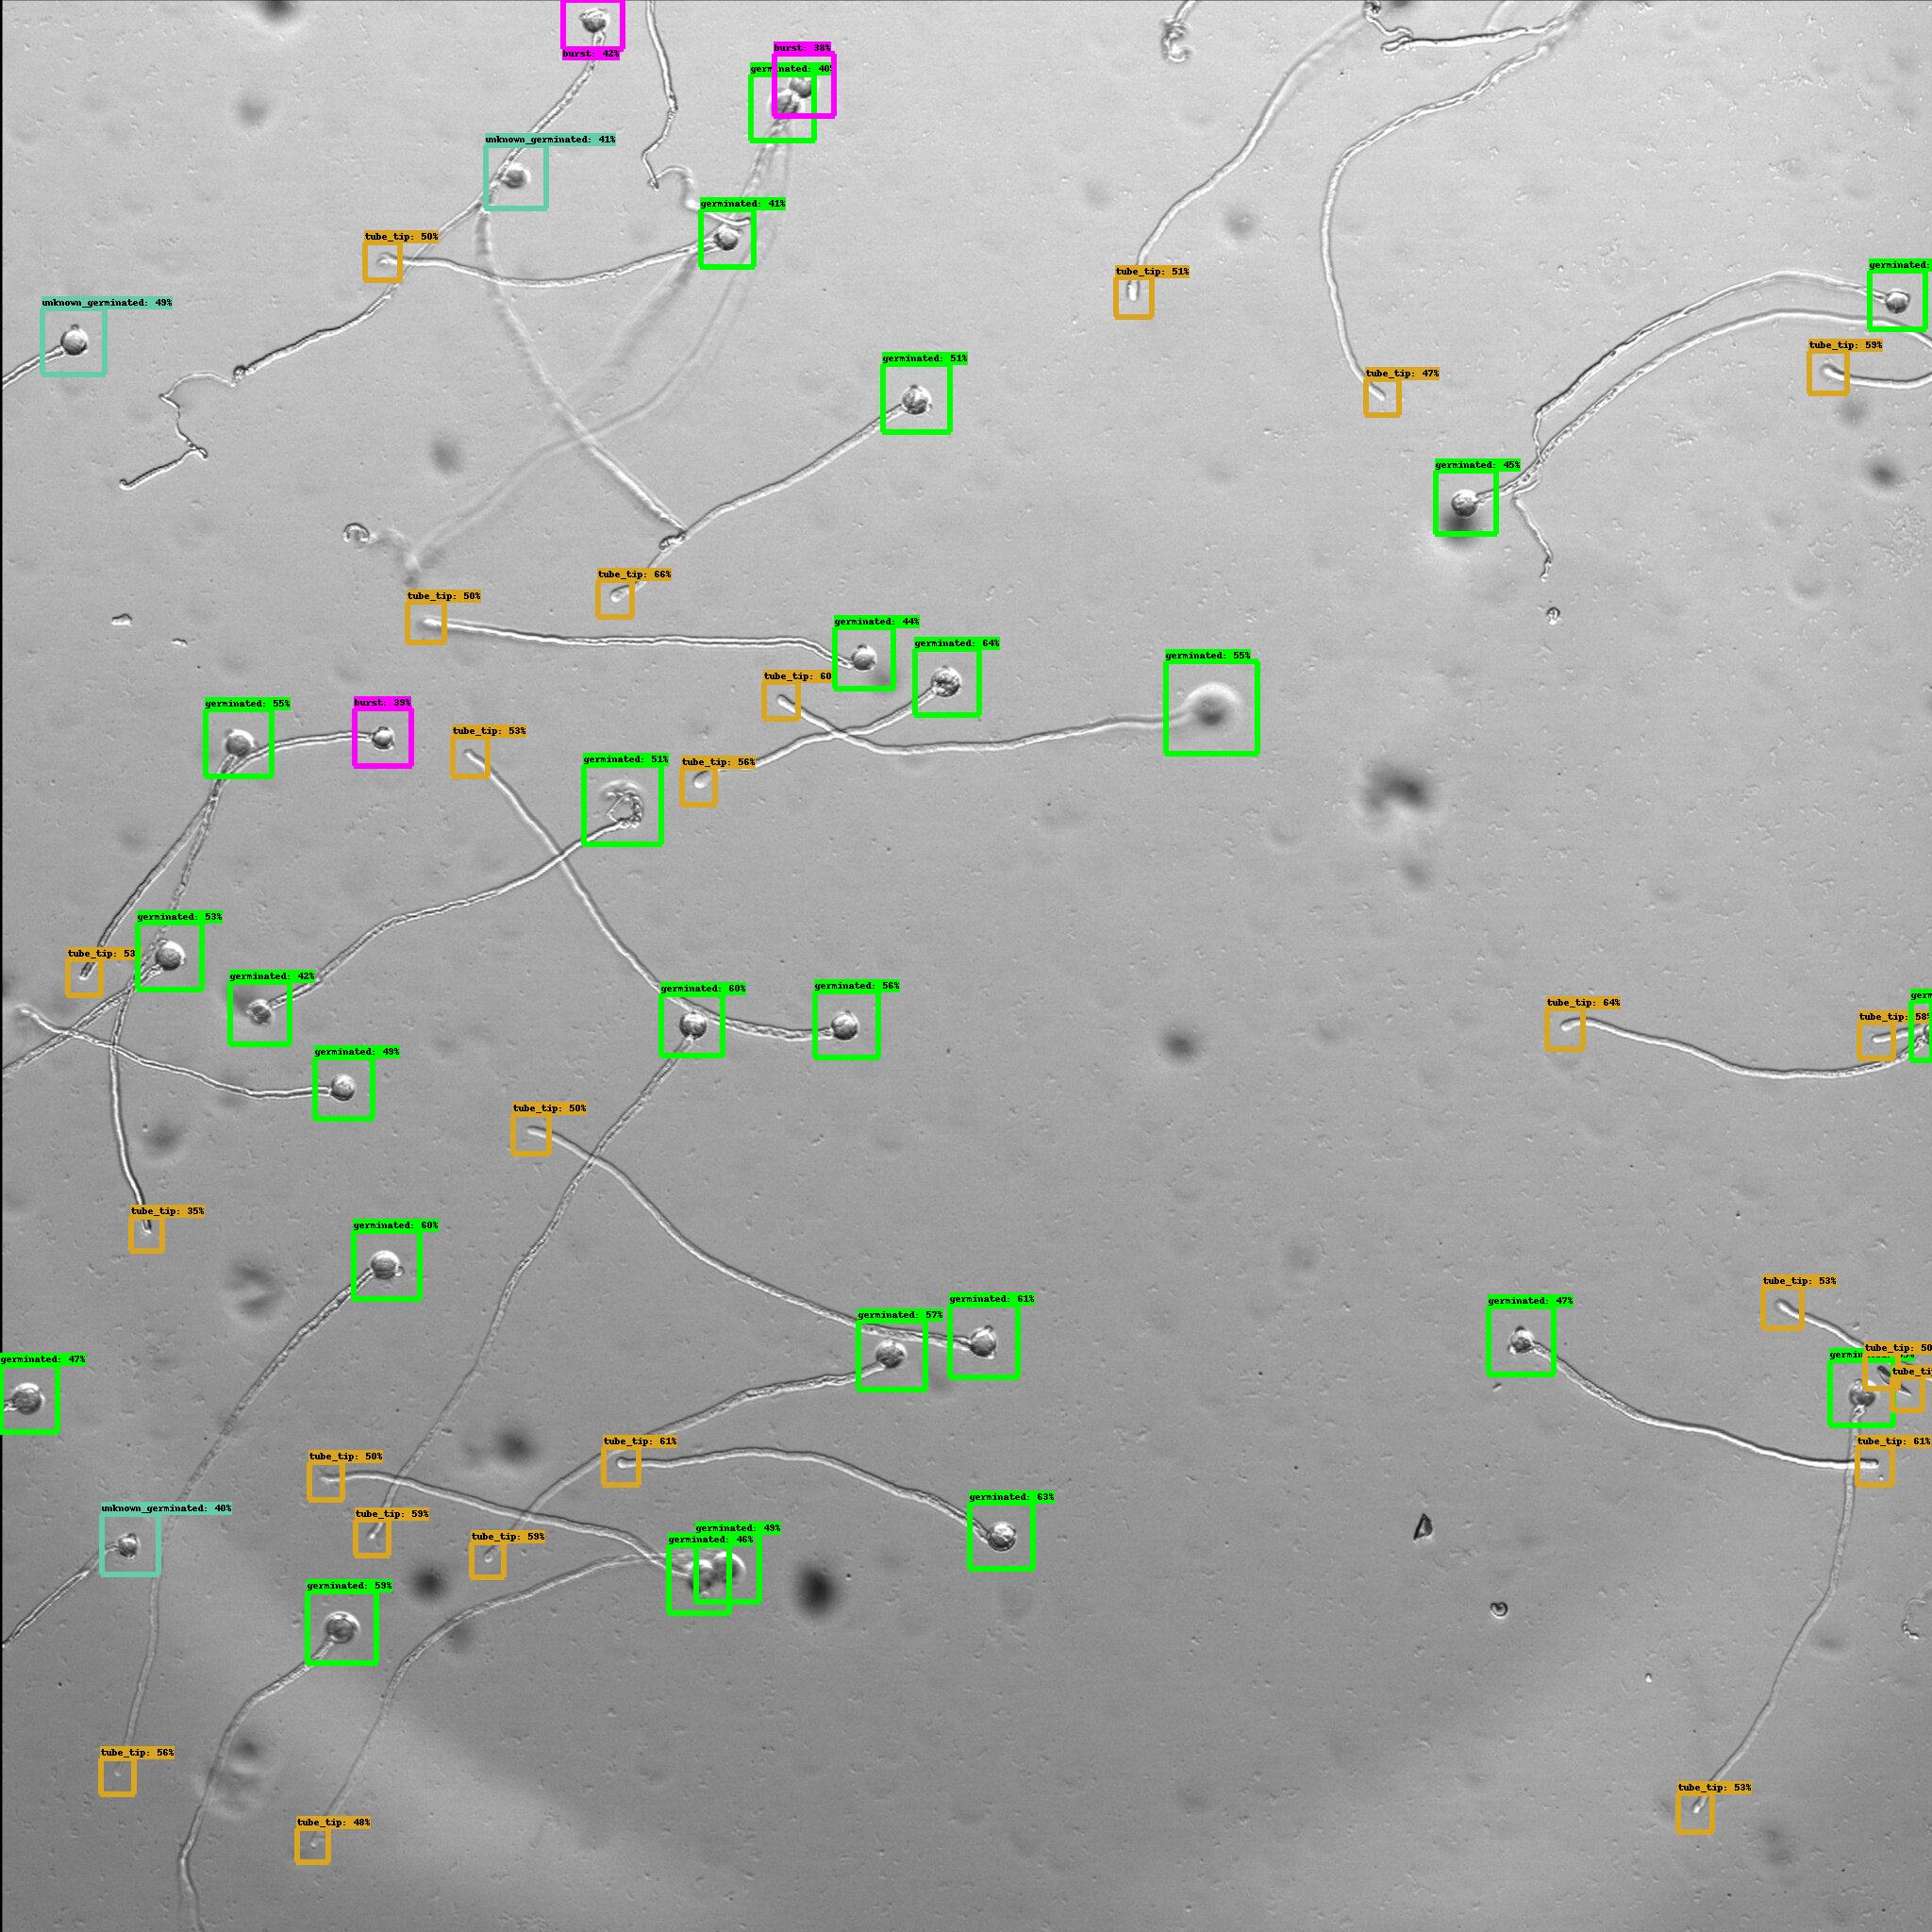 burst: 42%
burst: 38%
germinated: 40%
unknown_germinated: 41%
germinated: 41%
tube_tip: 50%
germinated:
tube_tip: 51%
unknown_germinated: 49%
tube_tip: 59%
germinated: 51%
tube_tip: 47%
germinated: 45%
tube_tip: 66%
tube_tip: 50%
germinated: 44%
germinated: 64%
germinated: 55%
tube_tip: 60
germinated: 55%
burst: 39%
tube_tip: 53%
germinated: 51%
tube_tip: 56%
germinated: 53%
tube_tip: 53
germinated: 42%
germinated: 60%
germinated: 56%
germ
tube_tip: 64%
tube_tip: 58%
germinated: 49%
tube_tip: 50%
tube_tip: 35%
germinated: 60%
tube_tip: 53%
germinated: 61%
germinated: 47%
germinated: 57%
tube_tip: 50
germinated: 47%
tube_tip: 61%
tube_tip: 61%
tube_tip: 50%
germinated: 63%
unknown_germinated: 40%
tube_tip: 59%
germinated: 49%
tube_tip: 59%
germinated: 46%
germinated: 59%
tube_tip: 56%
tube_tip: 53%
tube_tip: 48%